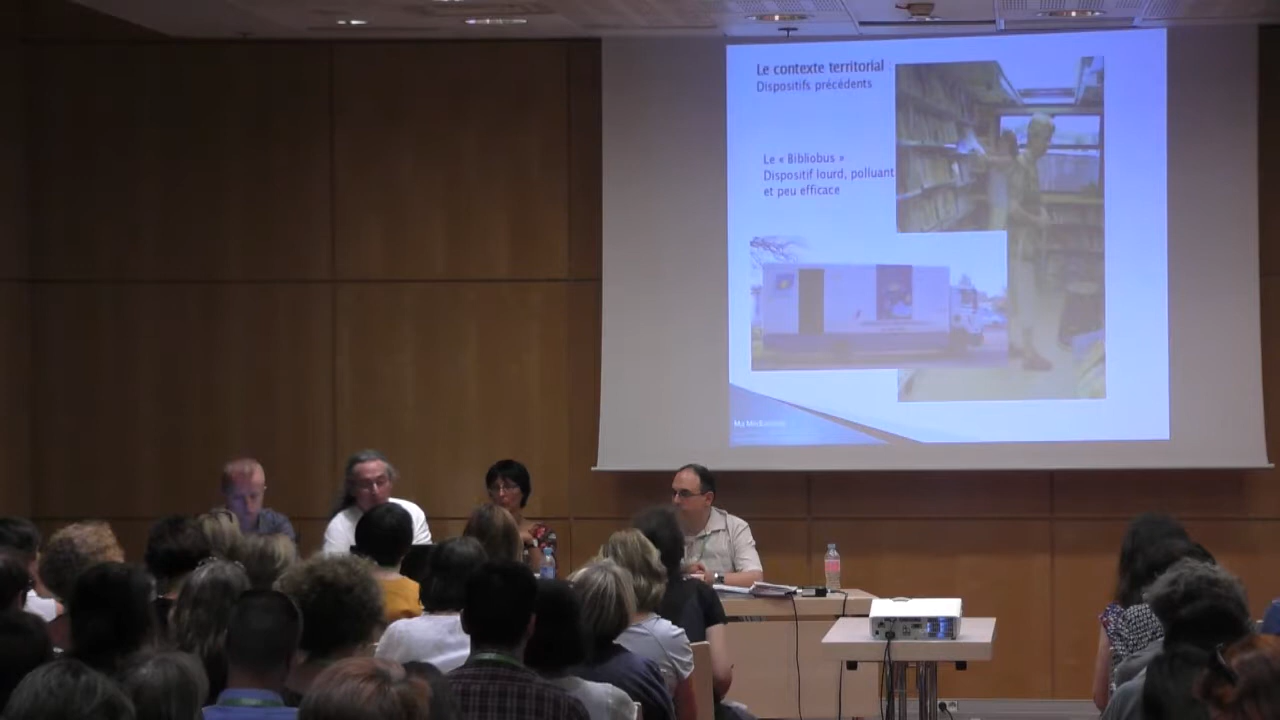 Le contexte territorial
Dispositifs précédents
Le « Bibliobus »
Dispositif lourd, polluant
et peu efficace